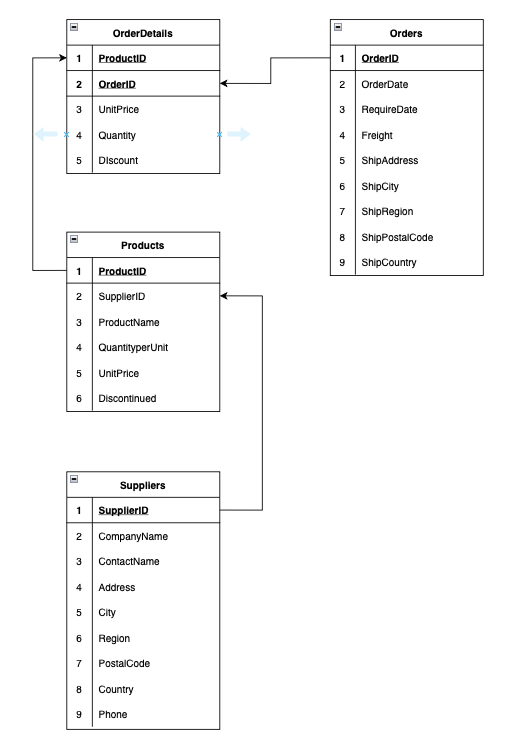 OrderDetails
1 ProductID
2 OrderID
3 UnitPrice
4 Quantity
5 DIscount
Orders
1 OrderID
2 OrderDate
3 RequireDate
4 Freight
5 ShipAddress
6 ShipCity
7 ShipRegion
8 ShipPostalCode
9 ShipCountry
Products
1 ProductID
2 SupplierID
3 ProductName
4 QuantityperUnit
5 UnitPrice
6 Discontinued
Suppliers
1 SupplierID
2 CompanyName
3 ContactName
4 Address
5 City
6 Region
7 PostalCode
8 Country
9 Phone